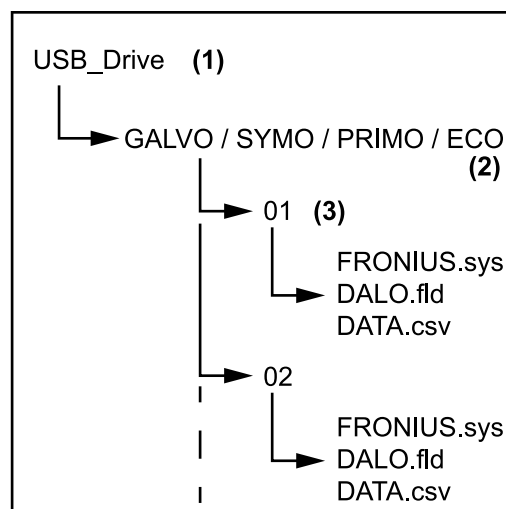 USB_Drive (1)
GALVO / SYMO / PRIMO / ECO
(2)
01 (3)
FRONIUS.sys
DALO.fld
DATA.csv
02
FRONIUS.sys
DALO.fld
DATA.csv